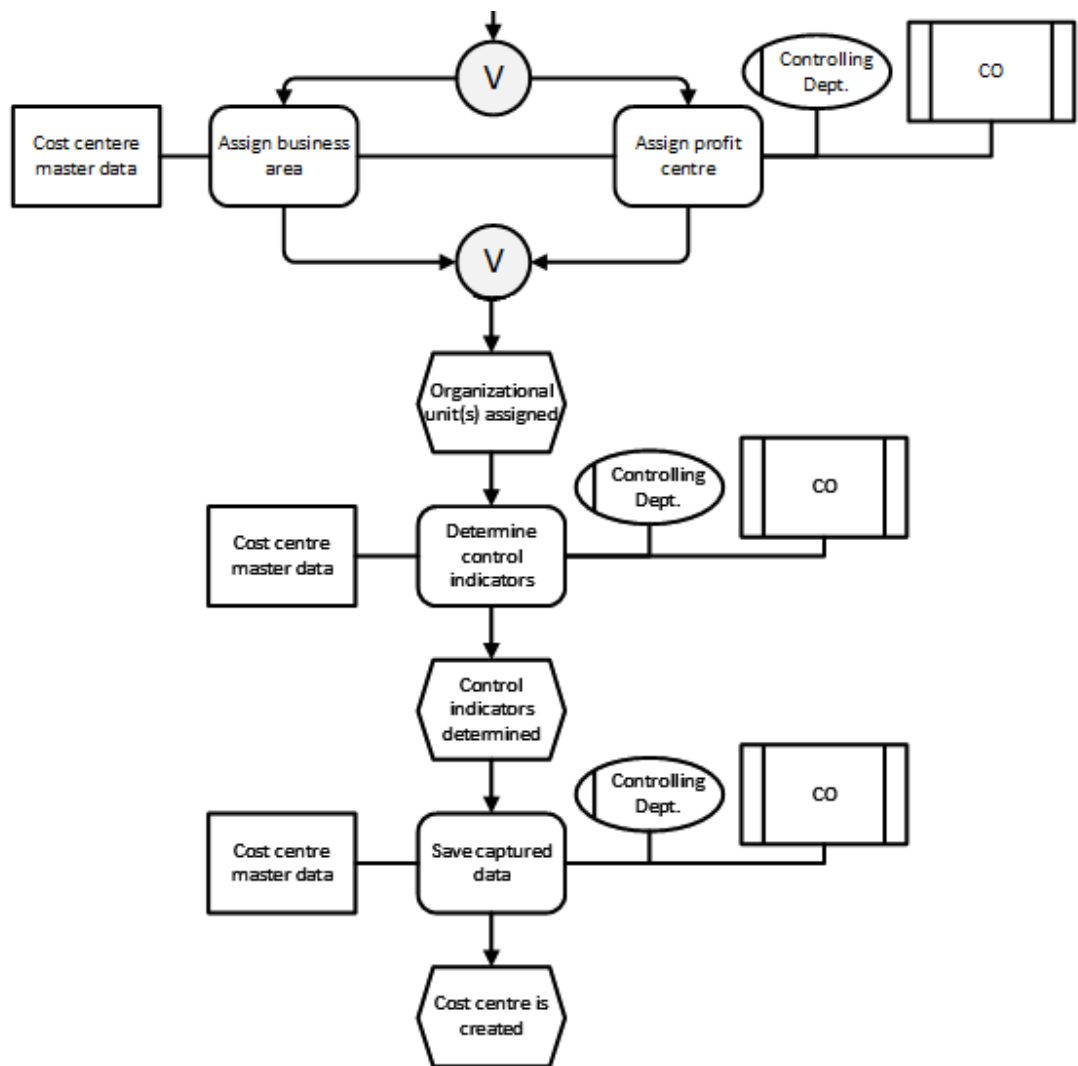 V
Controlling
Dept.
CO
Cost centere
master data
Assign business
area
Assign profit
centre
V
Organizational
unit(s) assigned
Controlling
Dept.
CO
Cost centre
master data
Determine
control
indicators
Control
indicators
determined
Controlling
Dept.
CO
Cost centre
master data
Save captured
data
Cost centre is
created